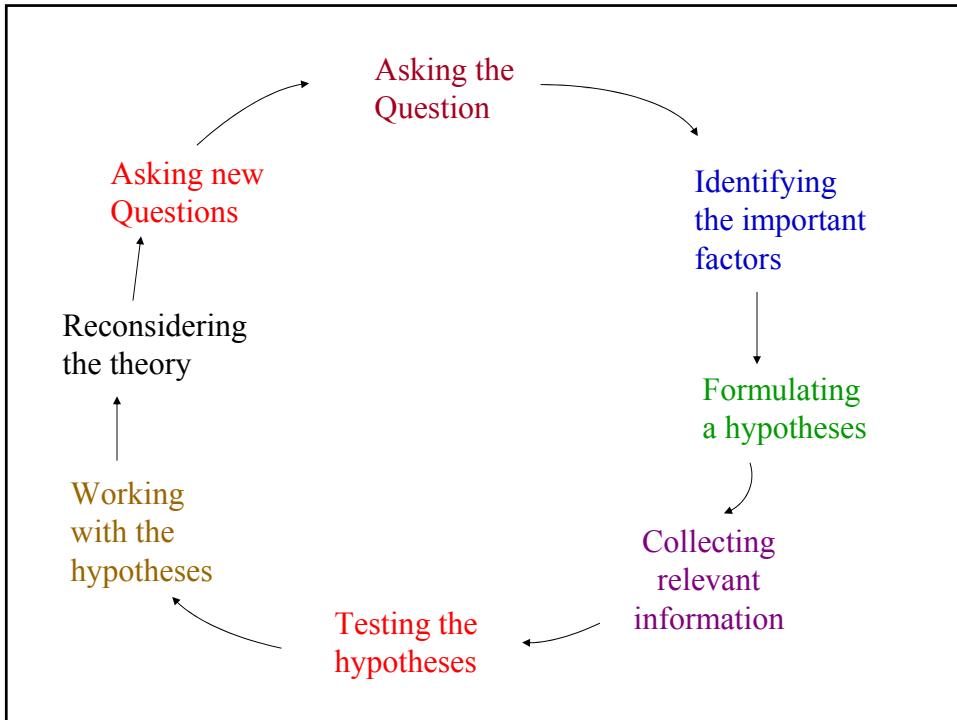 Asking the
Question
Identifying
the important
factors
Formulating
a hypotheses
Collecting
relevant
information
Testing the
hypotheses
Working
with the
hypotheses
Reconsidering
the theory
Asking new
Questions